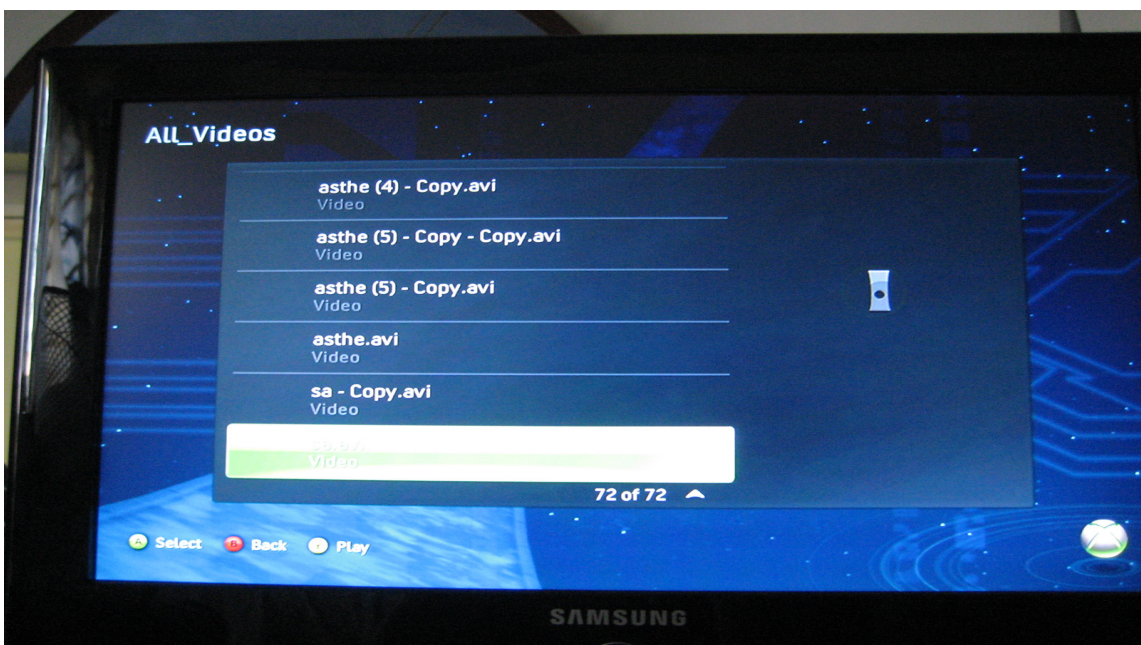 All_Videos
asthe (4) - Copy.avi
Video
asthe (5) - Copy - Copy.avi
Video
asthe (5) - Copy.avi
Video
asthe.avi
Video
sa - Copy.avi
Video
Video
72 of 72
A Select B Back Y Play
SAMSUNG